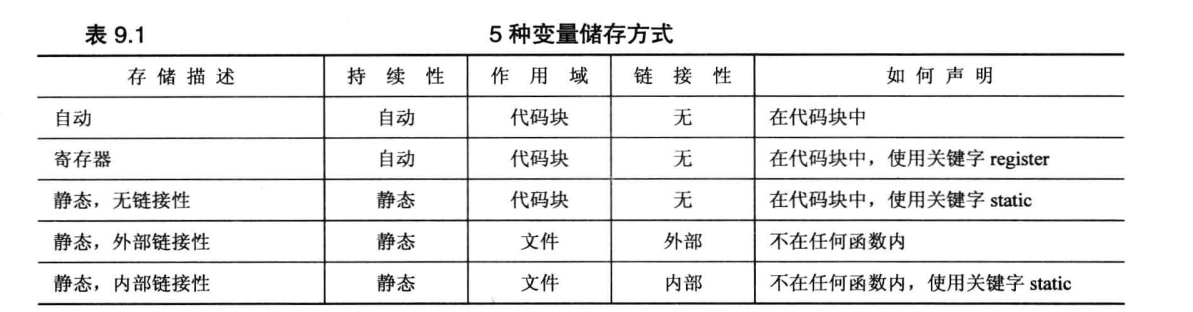 表 9.1 5 种变量储存方式
存储描述 持续性 作用域 链接性 如何声明
自动 自动 代码块 无 在代码块中
寄存器 自动 代码块 无 在代码块中，使用关键字 register
静态，无链接性 静态 代码块 无 在代码块中，使用关键字 static
静态，外部链接性 静态 文件 外部 不在任何函数内
静态，内部链接性 静态 文件 内部 不在任何函数内，使用关键字 static